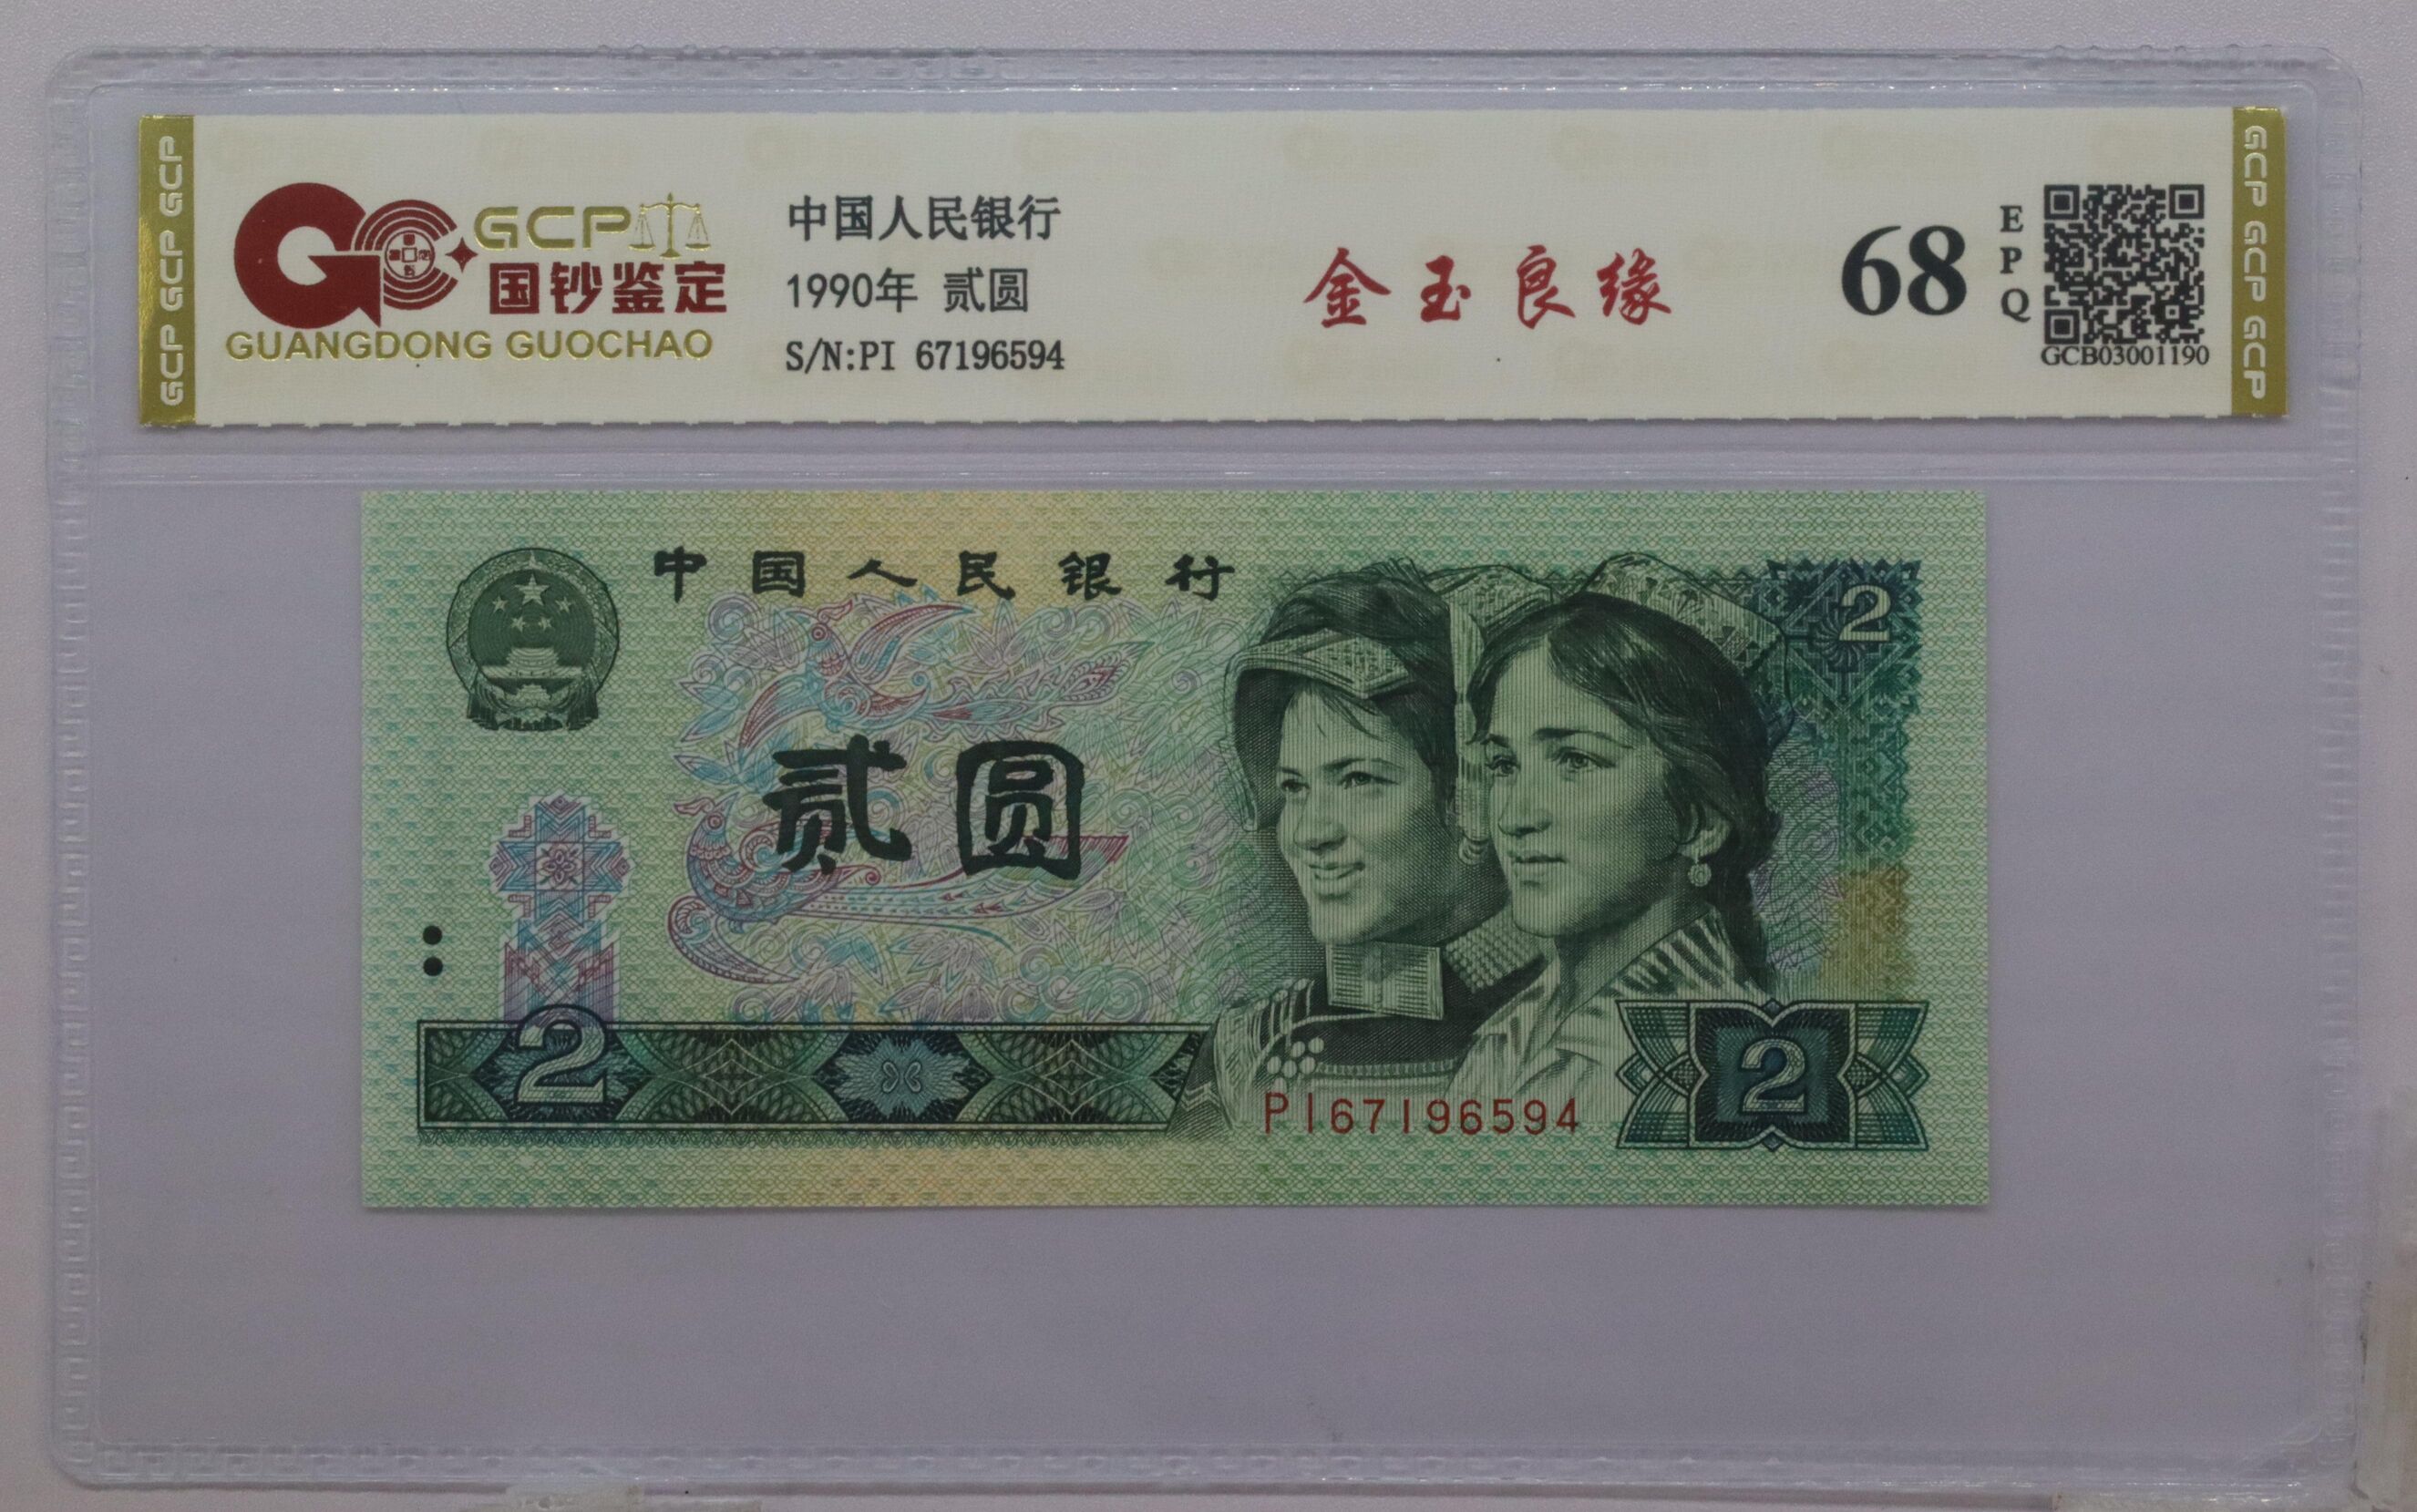 GCP GCP GCP
GCP
国钞鉴定
GUANGDONG GUOCHAO
中国人民银行
1990年 贰圆
S/N:PI 67196594
金玉良缘
68
EPQ
GCB03001190
GCP GCP GCP
中国人民银行
2
贰圆
2
2
PI67196594